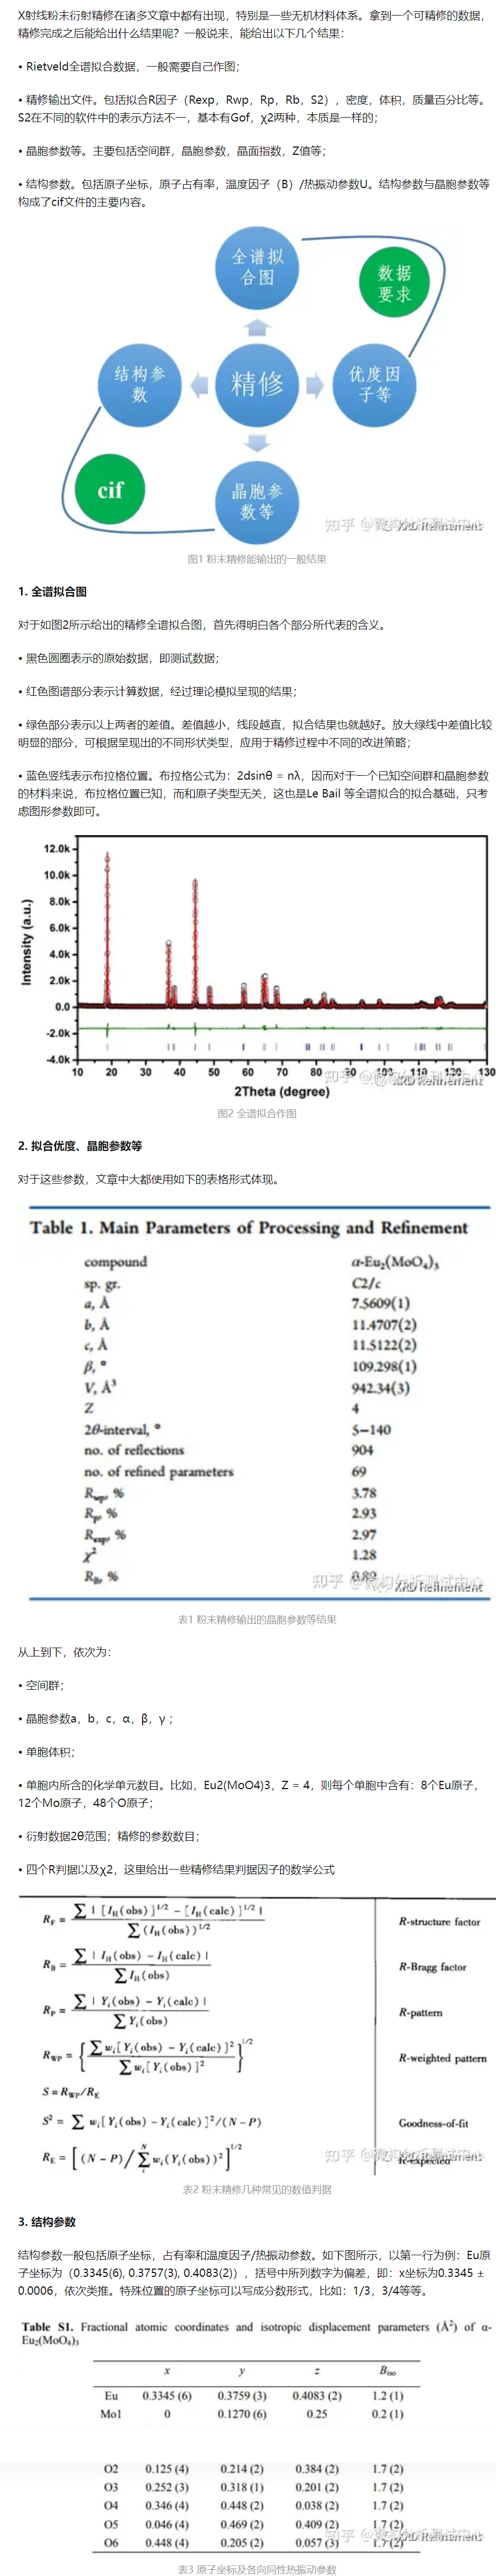 X射线粉末衍射精修在诸多文章中都有出现，特别是一些无机材料体系。拿到一个可精修的数据，
精修完成之后能给出什么结果呢？一般说来，能给出以下几个结果：
• Rietveld全谱拟合数据，一般需要自己作图；
• 精修输出文件。包括拟合R因子（Rexp，Rwp，Rp，Rb，S2），密度，体积，质量百分比等。
S2在不同的软件中的表示方法不一，基本有Gof，χ2两种，本质是一样的；
• 晶胞参数等。主要包括空间群，晶胞参数，晶面指数，Z值等；
• 结构参数。包括原子坐标，原子占有率，温度因子（B）/热振动参数U。结构参数与晶胞参数等
构成了cif文件的主要内容。
全谱拟
合图
数据
要求
结构参
数
精修
优度因
子等
cif
晶胞参
数等
知乎 @微构分析测试中心
XRD Refinement
图1 粉末精修能输出的一般结果
1. 全谱拟合图
对于如图2所示给出的精修全谱拟合图，首先得明白各个部分所代表的含义。
• 黑色圆圈表示的原始数据，即测试数据；
• 红色图谱部分表示计算数据，经过理论模拟呈现的结果；
• 绿色部分表示以上两者的差值。差值越小，线段越直，拟合结果也就越好。放大绿线中差值比较
明显的部分，可根据呈现出的不同形状类型，应用于精修过程中不同的改进策略；
• 蓝色竖线表示布拉格位置。布拉格公式为：2dsinθ = nλ，因而对于一个已知空间群和晶胞参数
的材料来说，布拉格位置已知，而和原子类型无关，这也是Le Bail 等全谱拟合的拟合基础，只考
虑图形参数即可。
12.0k
10.0k
8.0k
6.0k
4.0k
2.0k
0.0
-2.0k
-4.0k
Intensity (a.u.)
10 20 30 40 50 60 70 80 90 100 110 120 130
2Theta (degree)
知乎 @微构分析测试中心
XRD Refinement
图2 全谱拟合作图
2. 拟合优度、晶胞参数等
对于这些参数，文章中大都使用如下的表格形式体现。
Table 1. Main Parameters of Processing and Refinement
compound α-Eu₂(MoO₄)₃
sp. gr. C2/c
a, Å 7.5609(1)
b, Å 11.4707(2)
c, Å 11.5122(2)
β, ° 109.298(1)
V, Å³ 942.34(3)
Z 4
2θ-interval, ° 5−140
no. of reflections 904
no. of refined parameters 69
Rwp, % 3.78
Rp, % 2.93
Rexp, % 2.97
χ² 1.28
RB, % 0.89
知乎 @微构分析测试中心
XRD Refinement
表1 粉末精修输出的晶胞参数等结果
从上到下，依次为：
• 空间群；
• 晶胞参数a，b，c，α，β，γ ；
• 单胞体积；
• 单胞内所含的化学单元数目。比如，Eu2(MoO4)3，Z = 4，则每个单胞中含有：8个Eu原子，
12个Mo原子，48个O原子；
• 衍射数据2θ范围；精修的参数数目；
• 四个R判据以及χ2，这里给出一些精修结果判据因子的数学公式
R_F = ∑ | [I_H(obs)]^1/2 − [I_H(calc)]^1/2 | / ∑ (I_H(obs))^1/2 R-structure factor
R_B = ∑ | I_H(obs) − I_H(calc) | / ∑ I_H(obs) R-Bragg factor
R_P = ∑ | Y_i(obs) − Y_i(calc) | / ∑ Y_i(obs) R-pattern
R_WP = { ∑ w_i[Y_i(obs) − Y_i(calc)]² / ∑ w_i[Y_i(obs)]² }^1/2 R-weighted pattern
S = R_WP/R_E
S² = ∑ w_i[Y_i(obs) − Y_i(calc)]²/(N − P) Goodness-of-fit
R_E = [(N − P)/∑_i^N w_i(Y_i(obs))²]^1/2 R-expected
知乎 @微构分析测试中心
XRD Refinement
表2 粉末精修几种常见的数值判据
3. 结构参数
结构参数一般包括原子坐标，占有率和温度因子/热振动参数。如下图所示，以第一行为例：Eu原
子坐标为（0.3345(6), 0.3757(3), 0.4083(2)），括号中所列数字为偏差，即：x坐标为0.3345 ±
0.0006，依次类推。特殊位置的原子坐标可以写成分数形式，比如：1/3，3/4等等。
Table S1. Fractional atomic coordinates and isotropic displacement parameters (Å²) of α-
Eu₂(MoO₄)₃
x y z Biso
Eu 0.3345 (6) 0.3759 (3) 0.4083 (2) 1.2 (1)
Mo1 0 0.1270 (6) 0.25 0.2 (1)
O2 0.125 (4) 0.214 (2) 0.384 (2) 1.7 (2)
O3 0.252 (3) 0.318 (1) 0.201 (2) 1.7 (2)
O4 0.346 (4) 0.448 (2) 0.038 (2) 1.7 (2)
O5 0.046 (4) 0.469 (2) 0.409 (2) 1.7 (2)
O6 0.448 (4) 0.205 (2) 0.057 (3) 1.7 (2)
知乎 @微构分析测试中心
XRD Refinement
表3 原子坐标及各向同性热振动参数